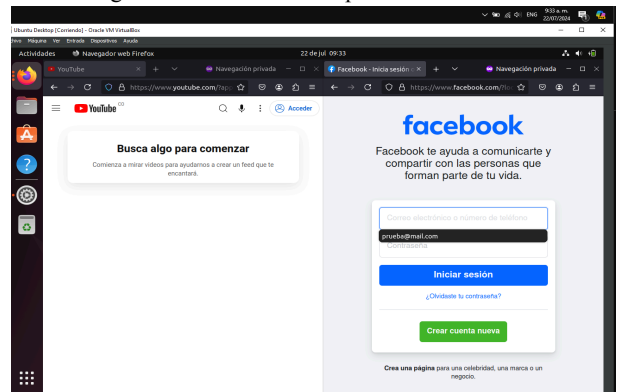 9:33 a. m.
ENG
22/07/2024
Ubuntu Desktop [Corriendo] - Oracle VM VirtualBox
Archivo Máquina Ver Entrada Dispositivos Ayuda
Actividades Navegador web Firefox 22 de jul 09:33
YouTube Navegación privada
Facebook - Inicia sesión Navegación privada
https://www.youtube.com/?ap
https://www.facebook.com/?lo
YouTube CO Acceder
Busca algo para comenzar
Comienza a mirar videos para ayudarnos a crear un feed que te
encantará.
facebook
Facebook te ayuda a comunicarte y
compartir con las personas que
forman parte de tu vida.
Correo electrónico o número de teléfono
prueba@mail.com
Contraseña
Iniciar sesión
¿Olvidaste tu contraseña?
Crear cuenta nueva
Crea una página para una celebridad, una marca o un
negocio.